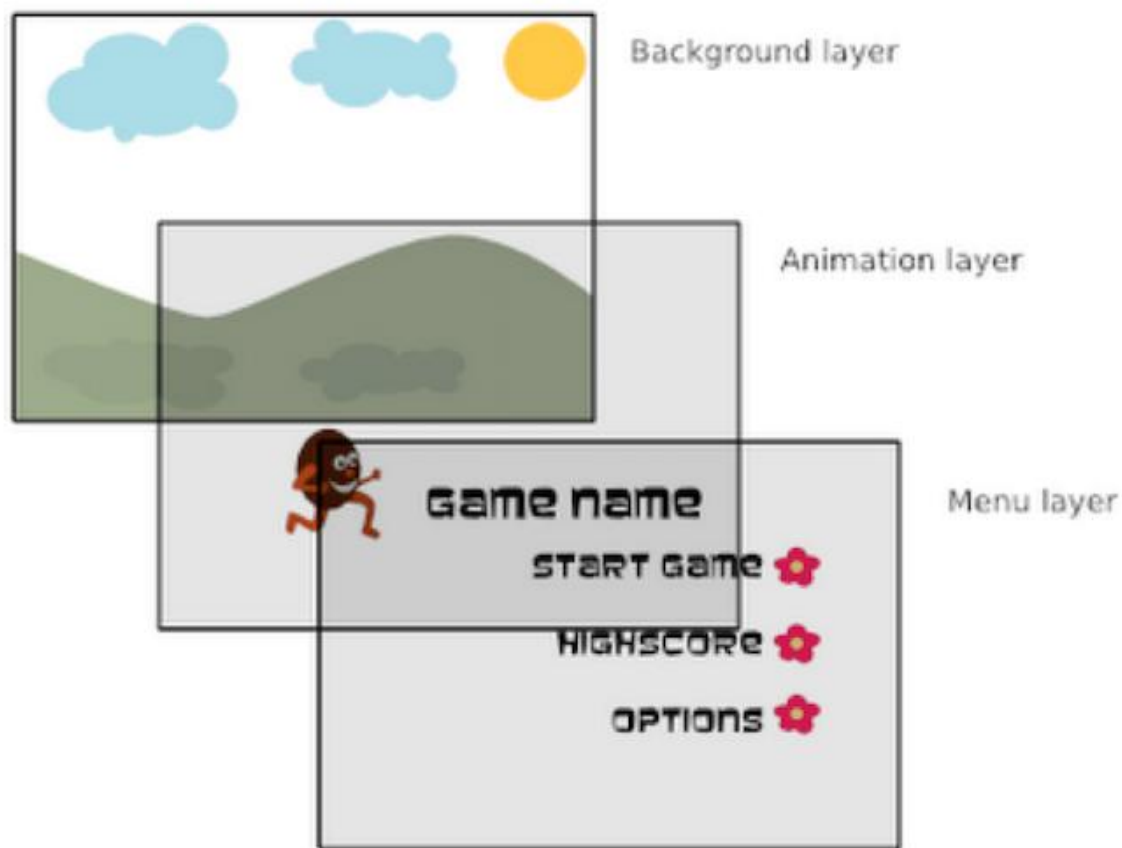 Background layer
Animation layer
Game name
Menu layer
START Game
HIGHSCORe
OPTIONS